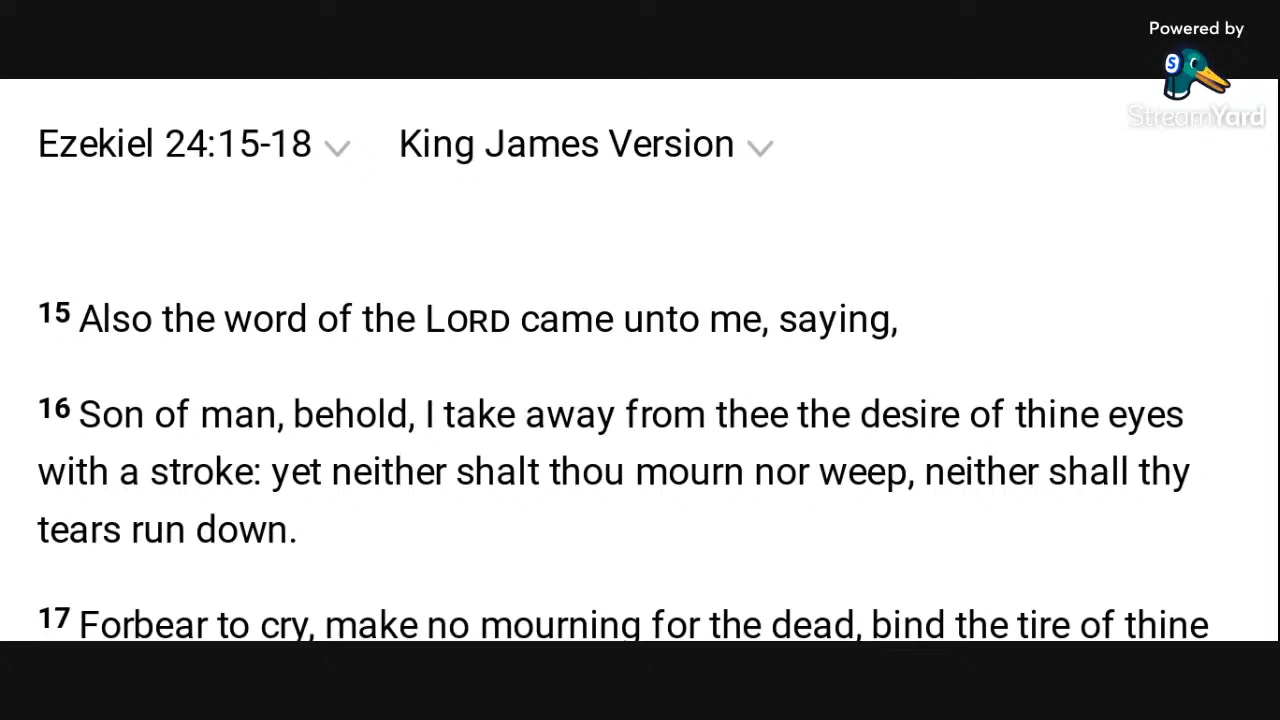 Powered by
S
StreamYard
Ezekiel 24:15-18 King James Version
15 Also the word of the LORD came unto me, saying,
16 Son of man, behold, I take away from thee the desire of thine eyes
with a stroke: yet neither shalt thou mourn nor weep, neither shall thy
tears run down.
17 Forbear to cry, make no mourning for the dead, bind the tire of thine